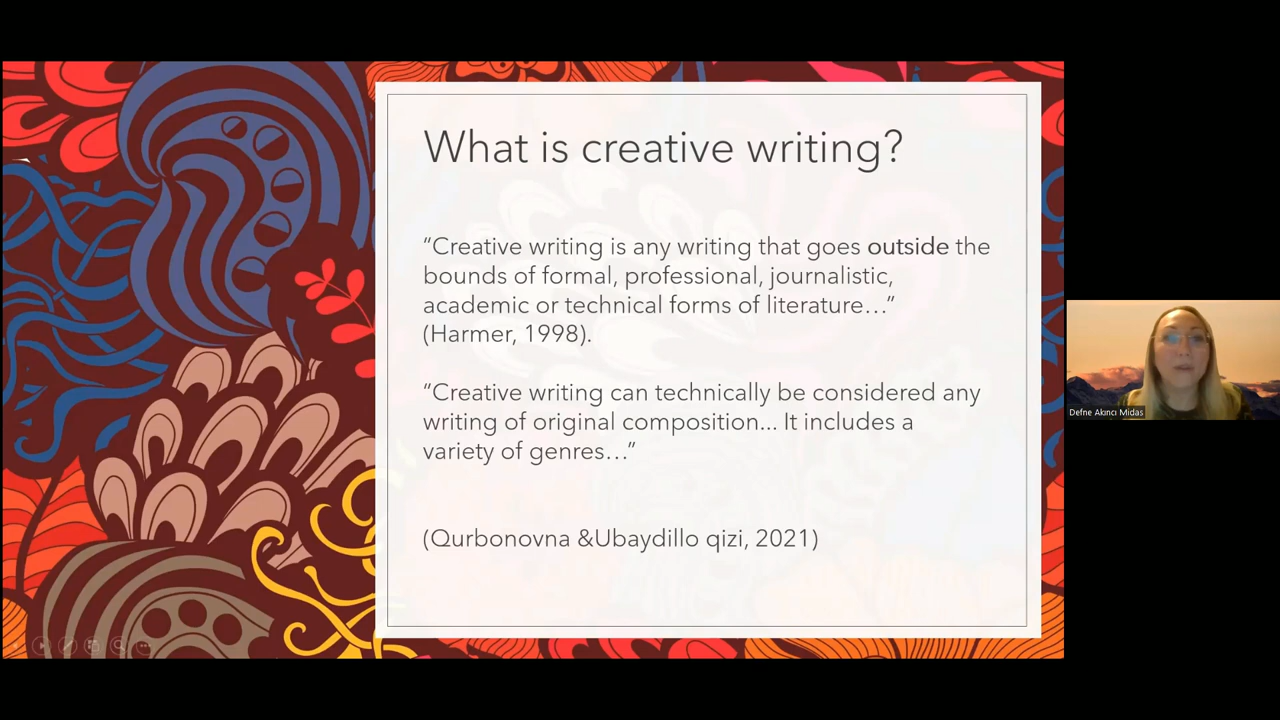 What is creative writing?
“Creative writing is any writing that goes outside the
bounds of formal, professional, journalistic,
academic or technical forms of literature…”
(Harmer, 1998).
“Creative writing can technically be considered any
writing of original composition... It includes a
variety of genres…”
(Qurbonovna &Ubaydillo qizi, 2021)
Defne Akıncı Midas